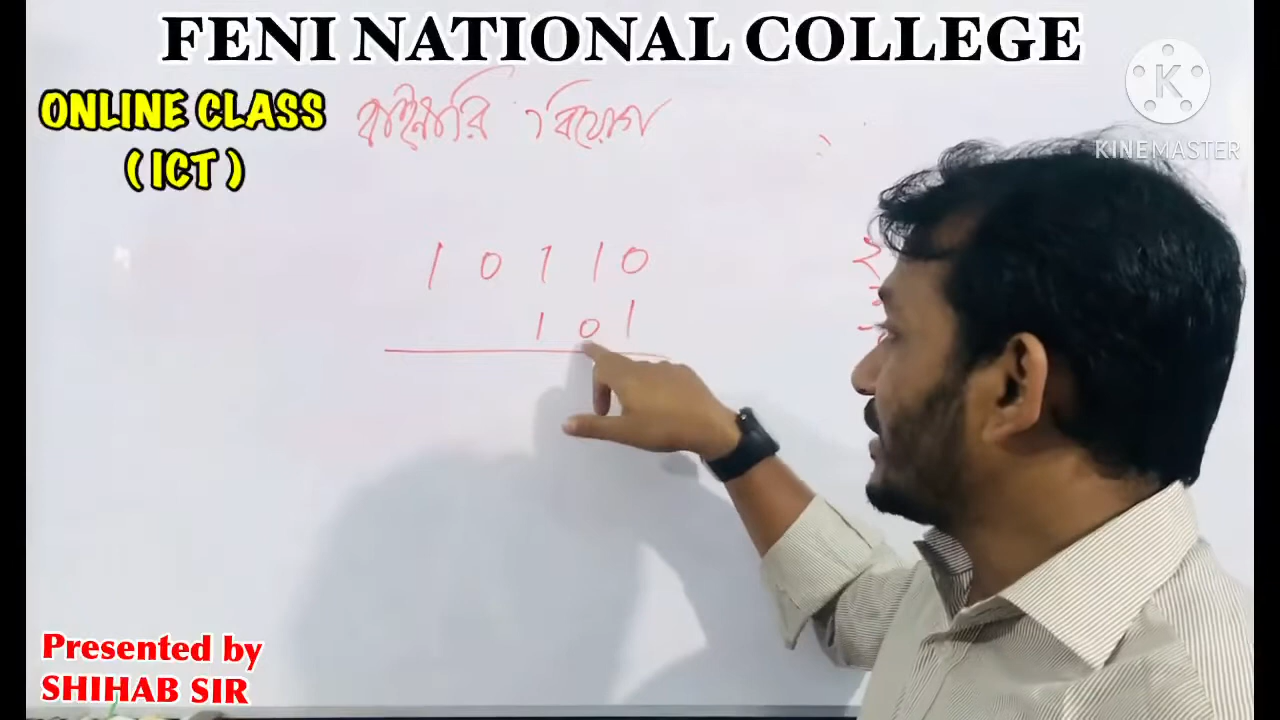 FENI NATIONAL COLLEGE
ONLINE CLASS
( ICT )
K
KINEMASTER
বাইনারি বিয়োগ
1 0 1 1 0
1 0 1
Presented by
SHIHAB SIR